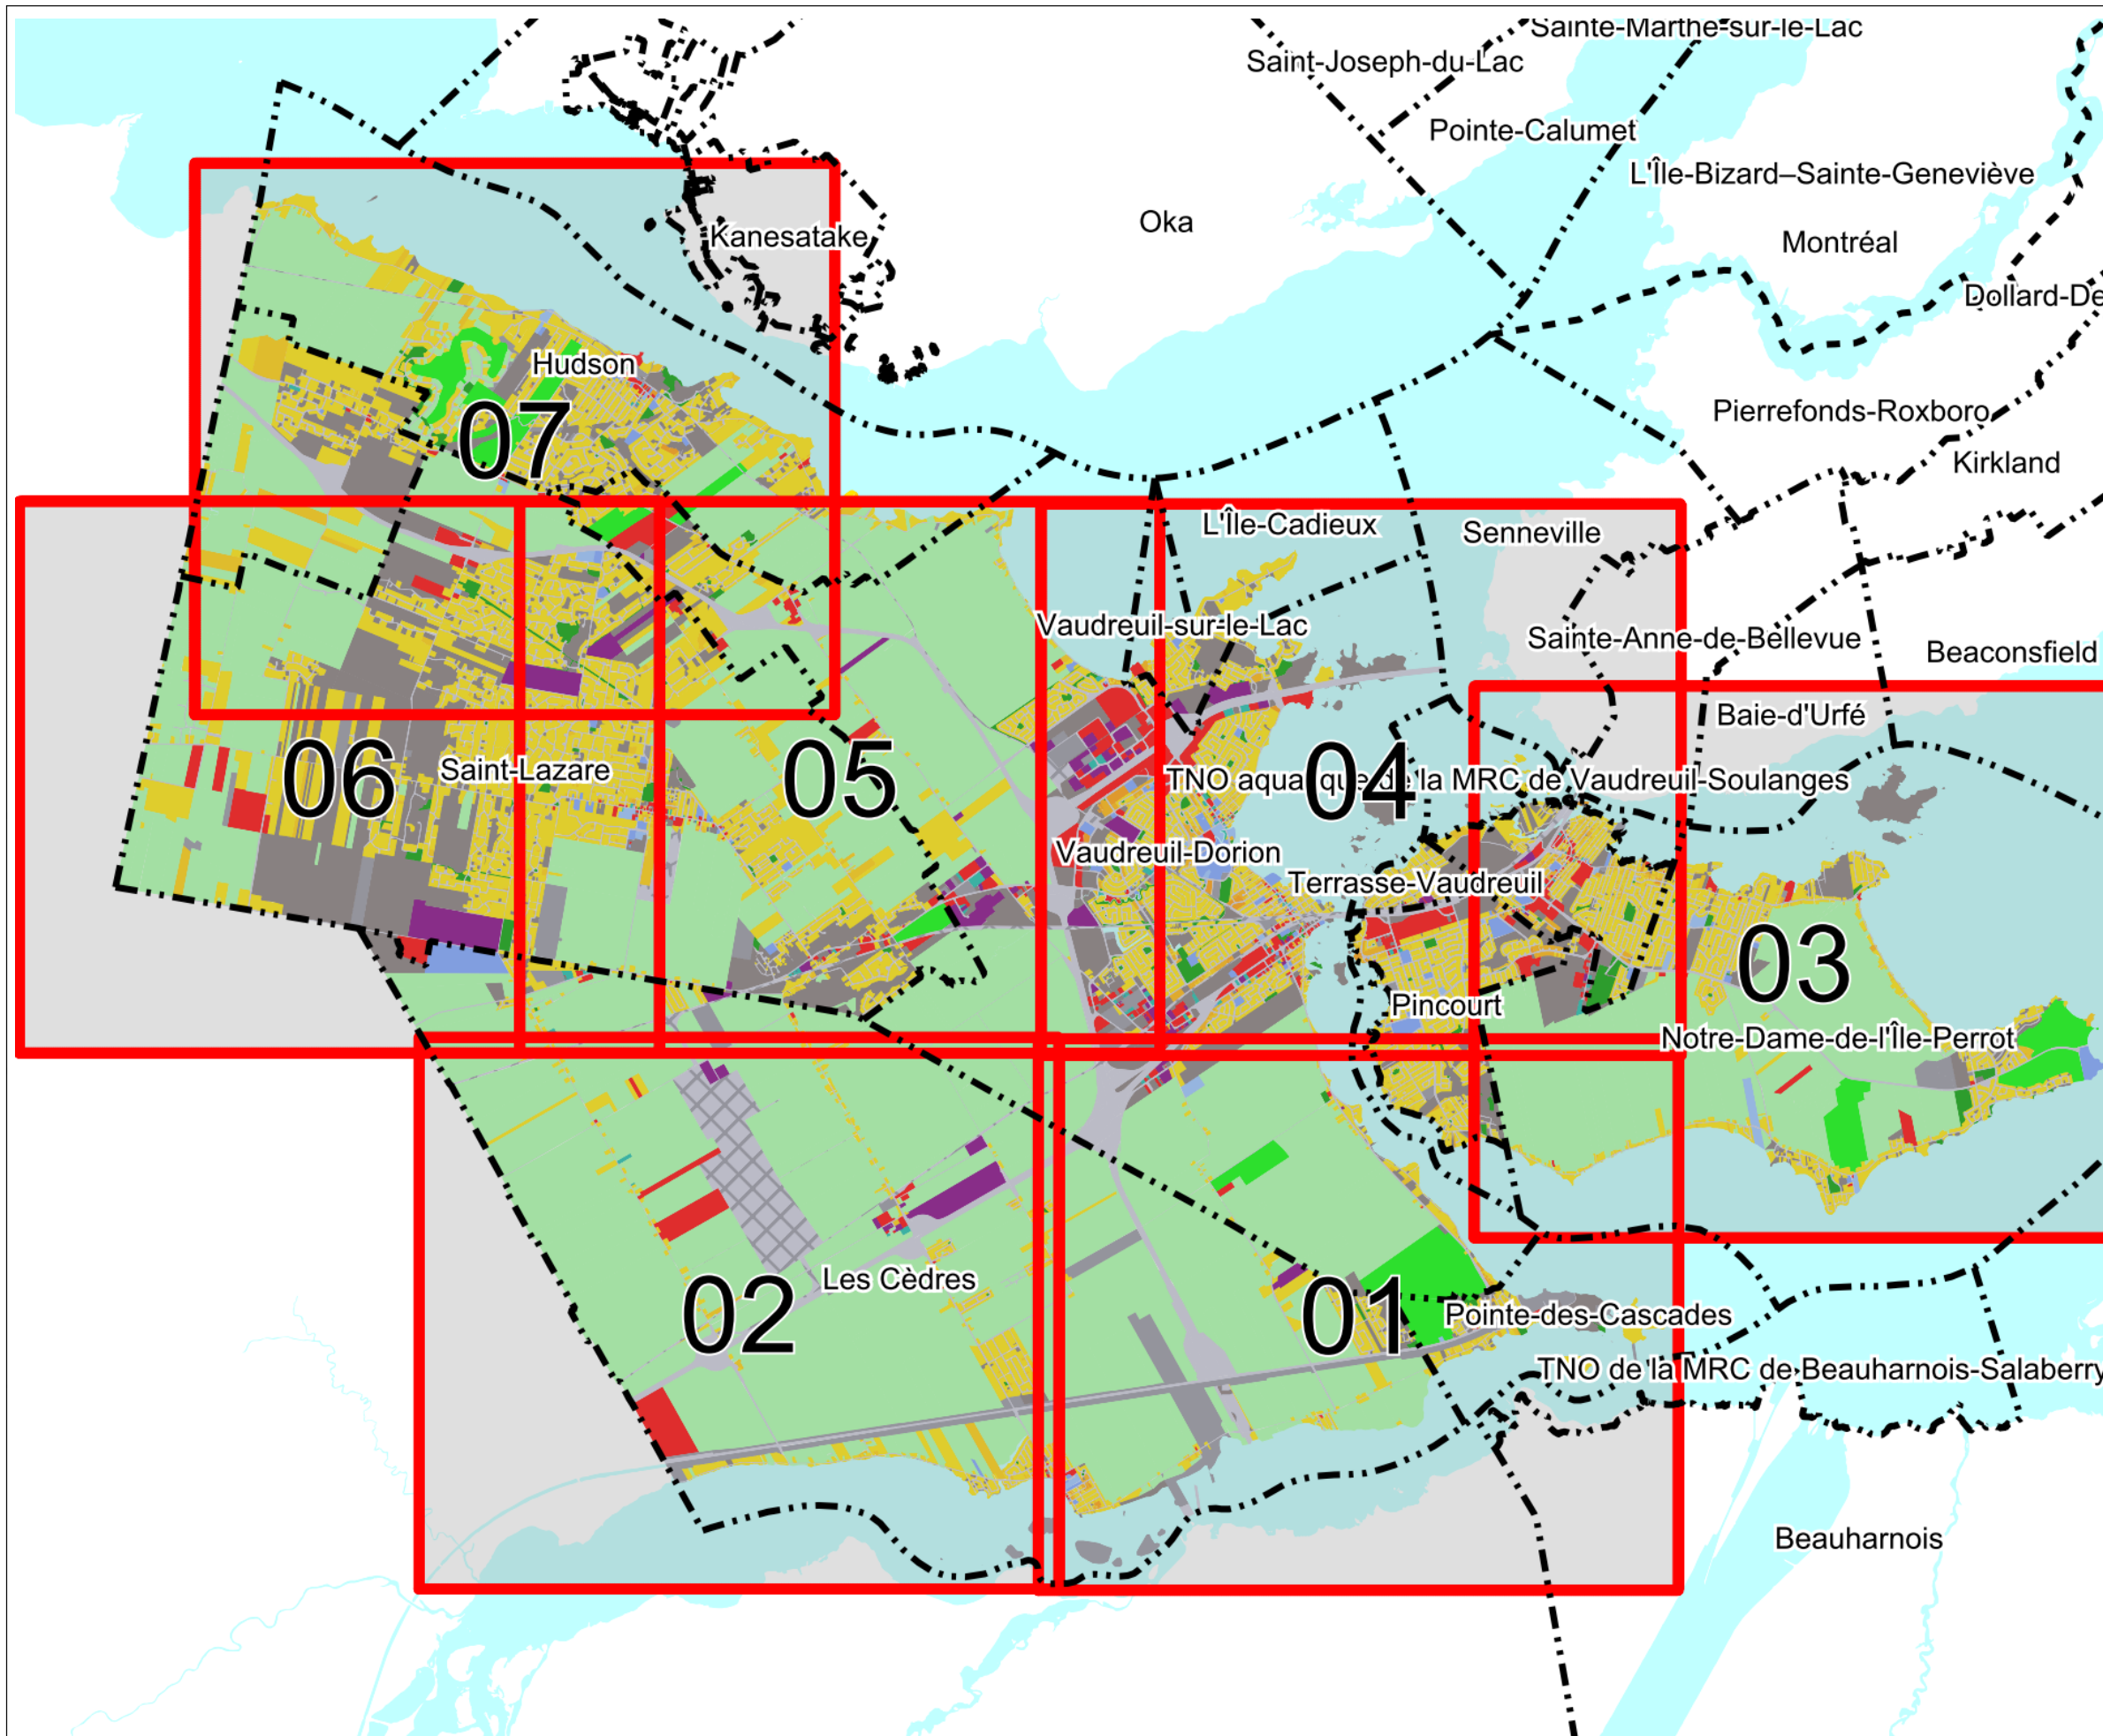 Sainte-Marthe-sur-le-Lac
Saint-Joseph-du-Lac
Pointe-Calumet
L'Île-Bizard–Sainte-Geneviève
Oka
Kanesatake
Montréal
Dollard-De
Hudson
07
Pierrefonds-Roxboro
Kirkland
L'Île-Cadieux
Senneville
Vaudreuil-sur-le-Lac
Sainte-Anne-de-Bellevue
Beaconsfield
Baie-d'Urfé
06
Saint-Lazare
05
TNO aquatique de la MRC de Vaudreuil-Soulanges
04
Vaudreuil-Dorion
Terrasse-Vaudreuil
03
Pincourt
Notre-Dame-de-l'Île-Perrot
Les Cèdres
02
01
Pointe-des-Cascades
TNO de la MRC de Beauharnois-Salaberry
Beauharnois